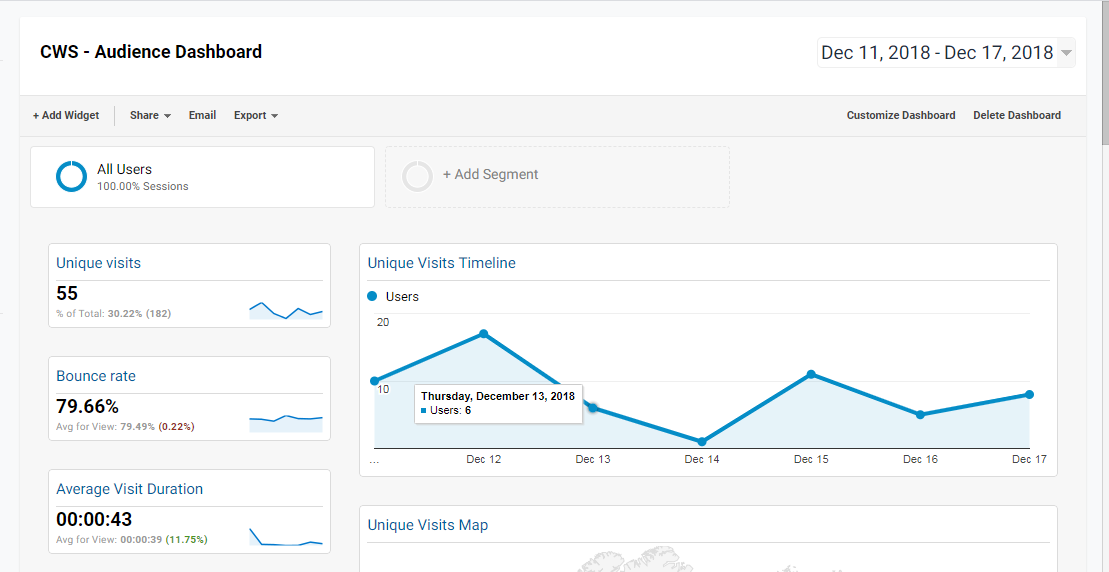 CWS - Audience Dashboard
Dec 11, 2018 - Dec 17, 2018
+ Add Widget
Share
Email
Export
Customize Dashboard
Delete Dashboard
All Users
100.00% Sessions
+ Add Segment
Unique visits
55
% of Total: 30.22% (182)
Bounce rate
79.66%
Avg for View: 79.49% (0.22%)
Average Visit Duration
00:00:43
Avg for View: 00:00:39 (11.75%)
Unique Visits Timeline
Users
20
10
Thursday, December 13, 2018
Users: 6
... Dec 12 Dec 13 Dec 14 Dec 15 Dec 16 Dec 17
Unique Visits Map